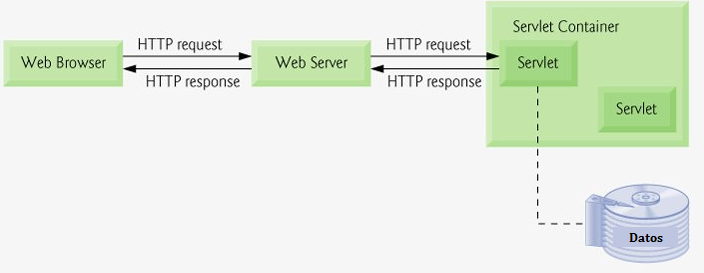 Servlet Container
HTTP request
HTTP request
Web Browser
Web Server
Servlet
HTTP response
HTTP response
Servlet
Datos